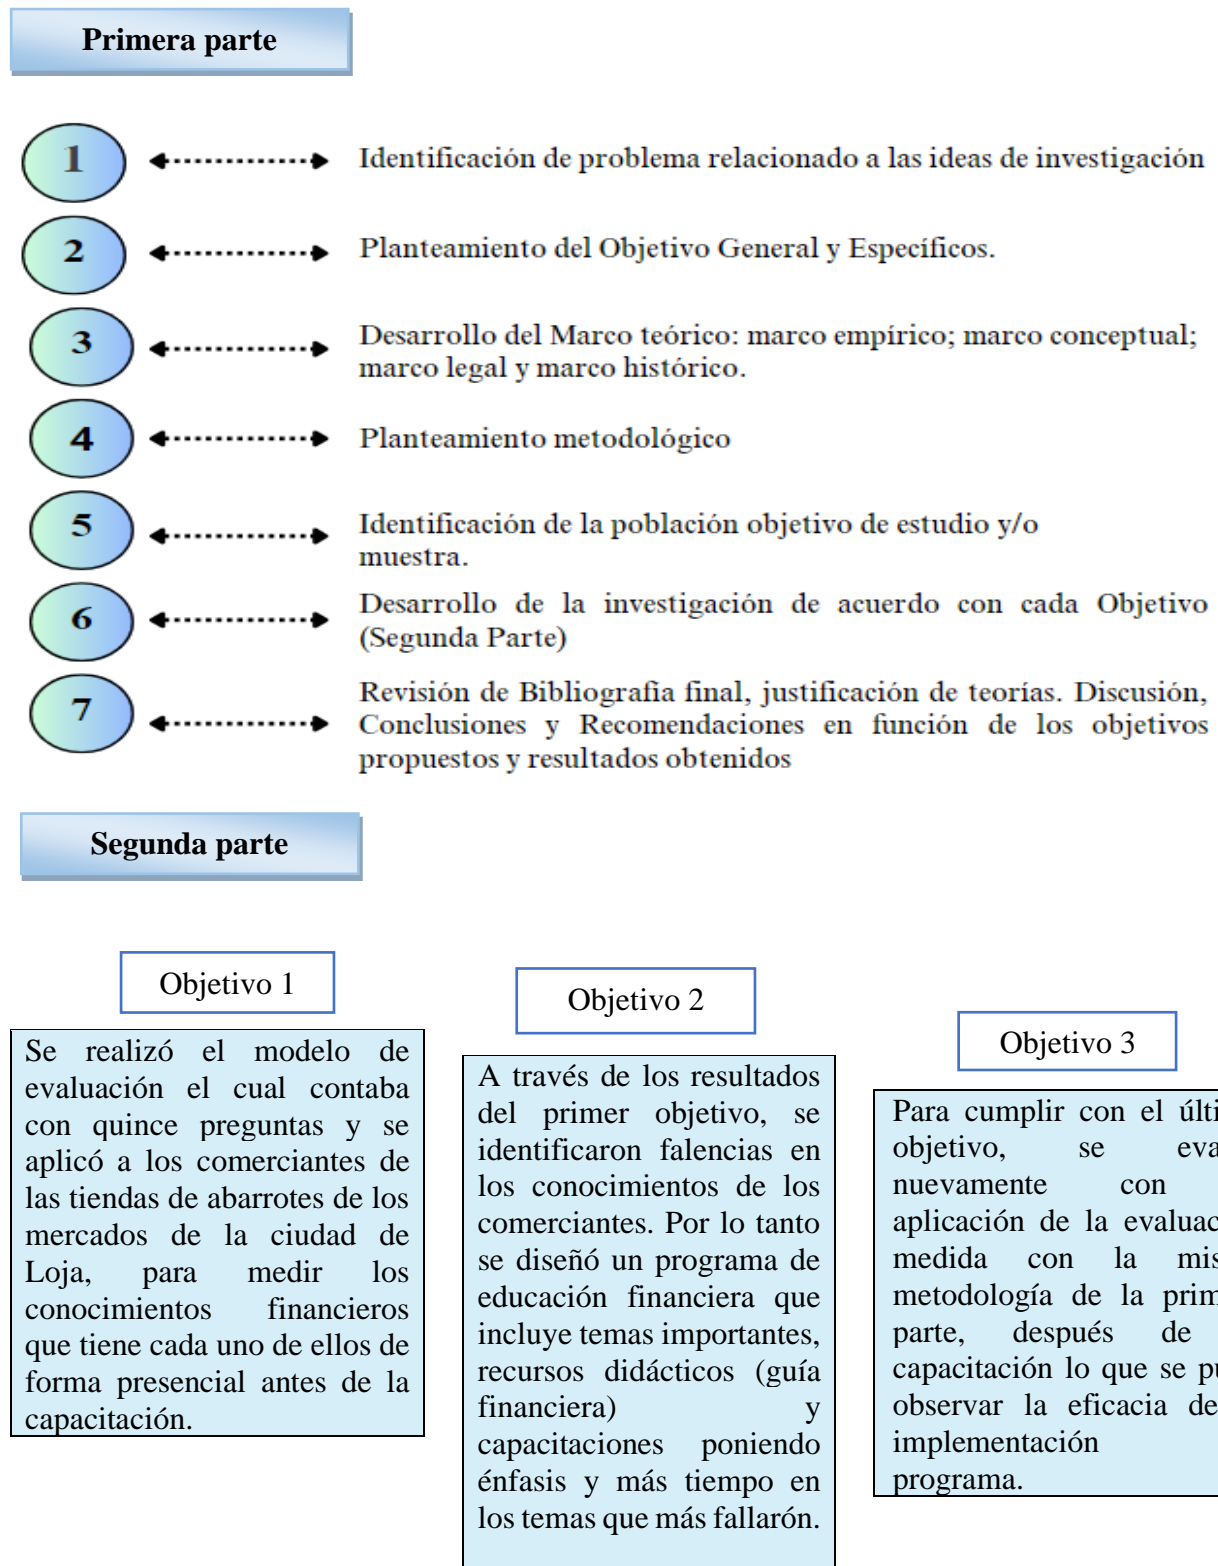 Primera parte
1
Identificación de problema relacionado a las ideas de investigación
2
Planteamiento del Objetivo General y Específicos.
3
Desarrollo del Marco teórico: marco empírico; marco conceptual;
marco legal y marco histórico.
4
Planteamiento metodológico
5
Identificación de la población objetivo de estudio y/o
muestra.
6
Desarrollo de la investigación de acuerdo con cada Objetivo
(Segunda Parte)
7
Revisión de Bibliografía final, justificación de teorías. Discusión,
Conclusiones y Recomendaciones en función de los objetivos
propuestos y resultados obtenidos
Segunda parte
Objetivo 1
Se realizó el modelo de
evaluación el cual contaba
con quince preguntas y se
aplicó a los comerciantes de
las tiendas de abarrotes de los
mercados de la ciudad de
Loja, para medir los
conocimientos financieros
que tiene cada uno de ellos de
forma presencial antes de la
capacitación.
Objetivo 2
A través de los resultados
del primer objetivo, se
identificaron falencias en
los conocimientos de los
comerciantes. Por lo tanto
se diseñó un programa de
educación financiera que
incluye temas importantes,
recursos didácticos (guía
financiera) y
capacitaciones poniendo
énfasis y más tiempo en
los temas que más fallarón.
Objetivo 3
Para cumplir con el
objetivo, se
nuevamente con
aplicación de la
medida con la
metodología de la
parte, después de
capacitación lo que se
observar la eficacia de
implementación
programa.